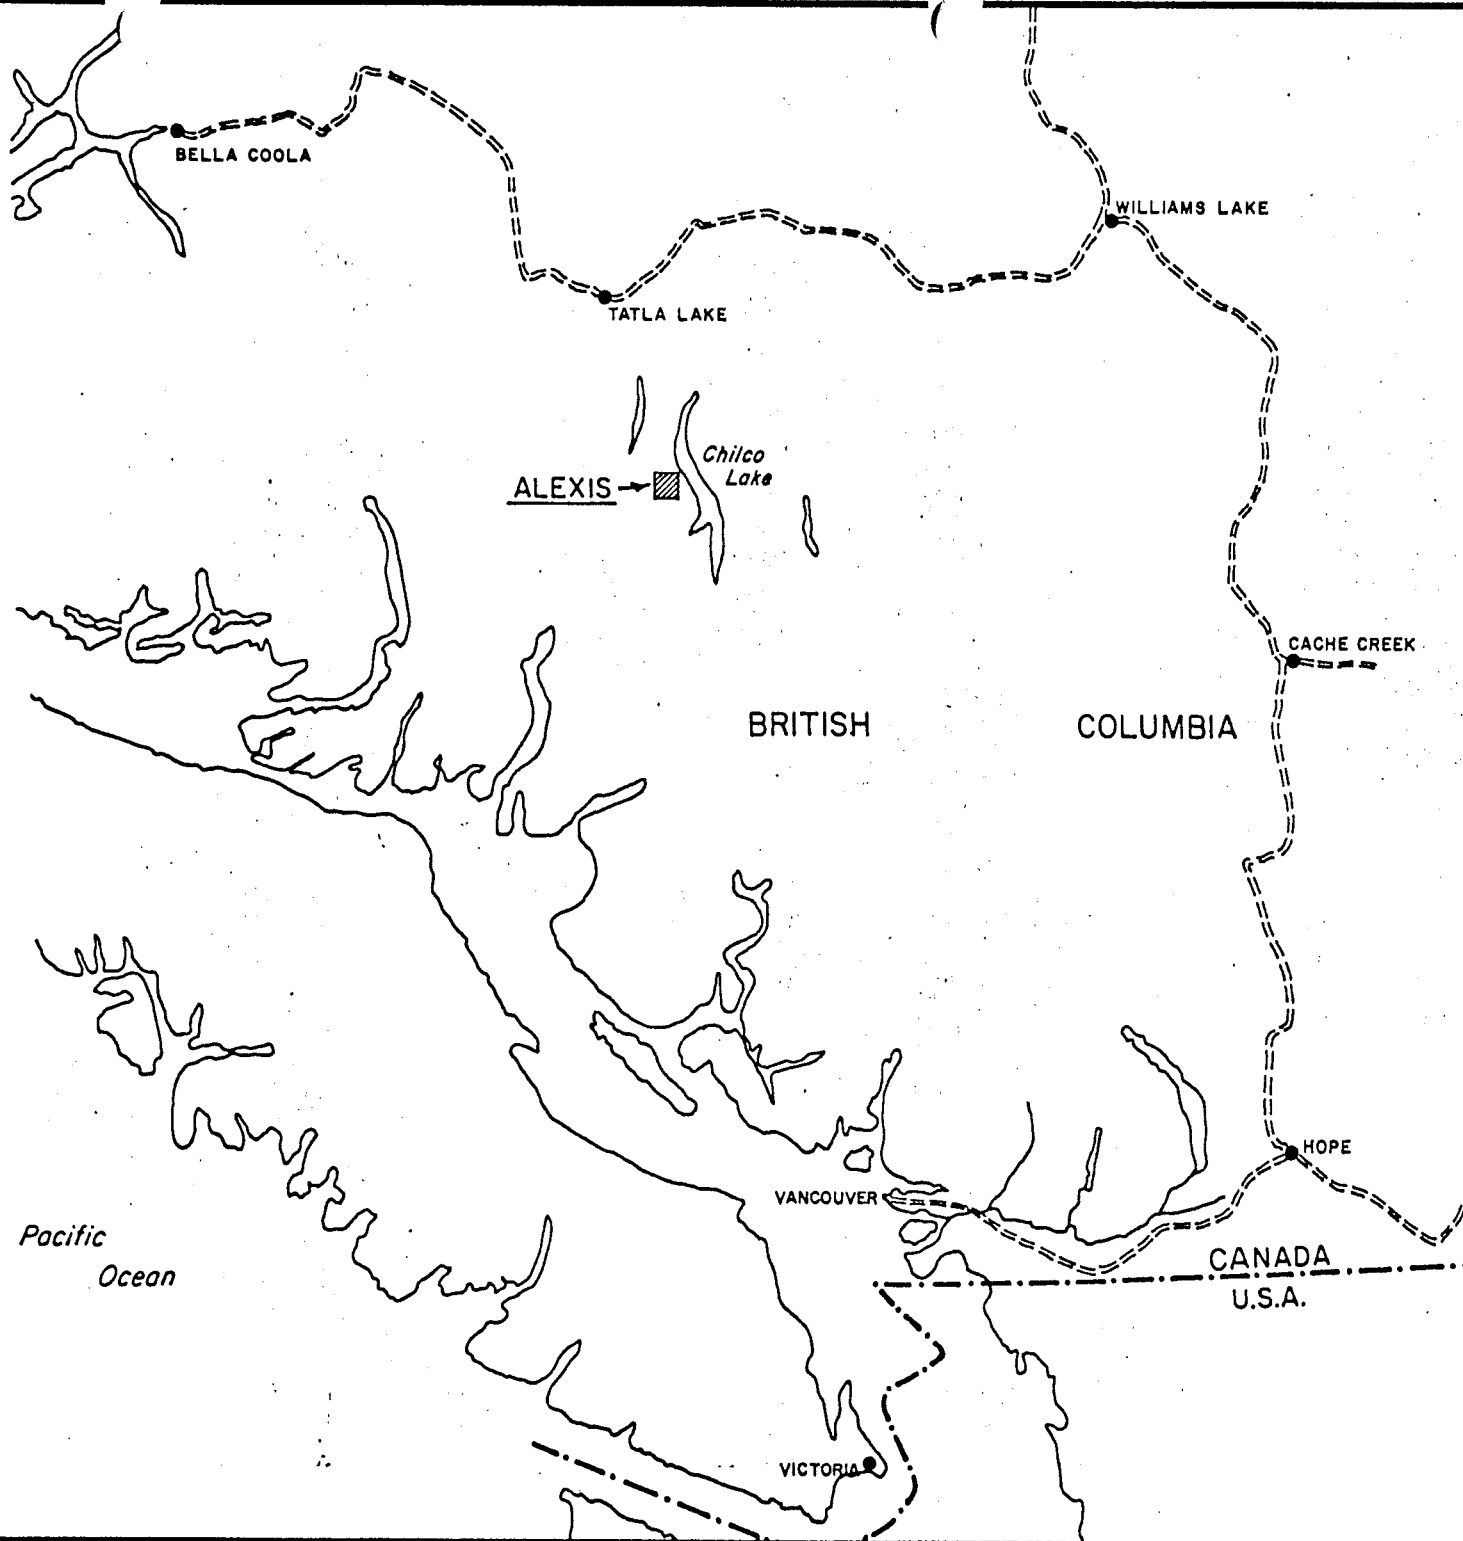 BELLA COOLA
WILLIAMS LAKE
TATLA LAKE
Chilco
Lake
ALEXIS
CACHE CREEK
BRITISH COLUMBIA
HOPE
VANCOUVER
Pacific
Ocean
CANADA
U.S.A.
VICTORIA